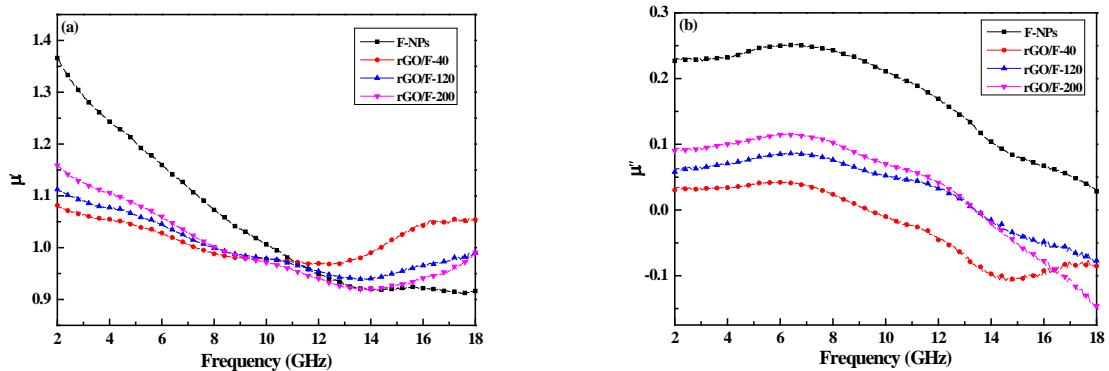 (a)
F-NPs
rGO/F-40
rGO/F-120
rGO/F-200
1.4
1.3
1.2
1.1
1.0
0.9
μ'
2 4 6 8 10 12 14 16 18
Frequency (GHz)
(b)
F-NPs
rGO/F-40
rGO/F-120
rGO/F-200
0.3
0.2
0.1
0.0
-0.1
μ''
2 4 6 8 10 12 14 16 18
Frequency (GHz)